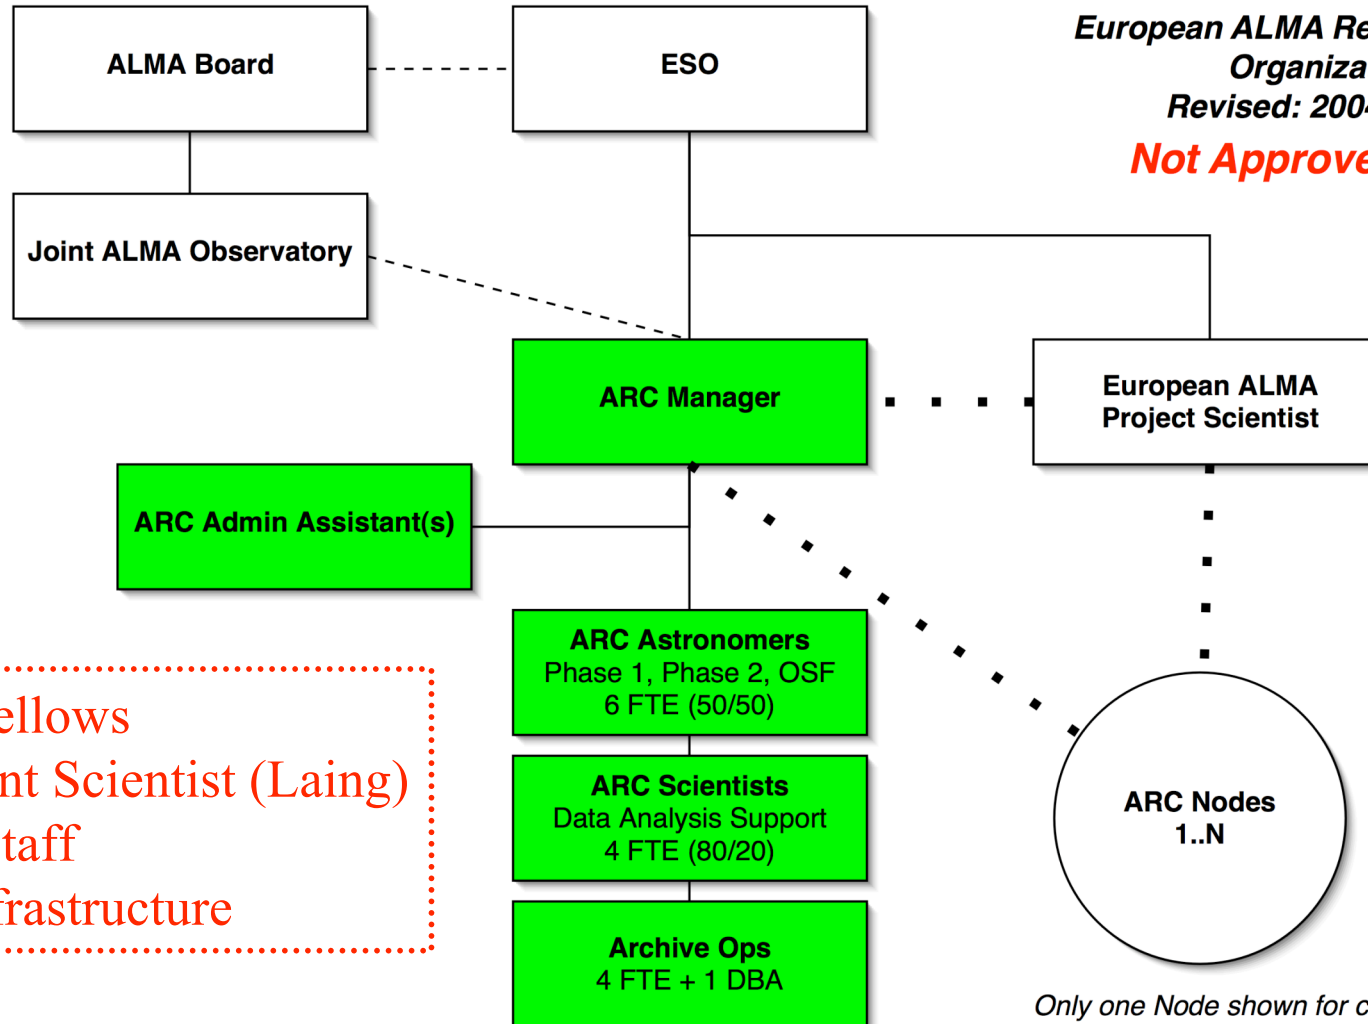 ALMA Board
ESO
European ALMA Re
Organiza
Revised: 2004
Not Approve
Joint ALMA Observatory
ARC Manager
European ALMA
Project Scientist
ARC Admin Assistant(s)
ARC Astronomers
Phase 1, Phase 2, OSF
6 FTE (50/50)
ellows
nt Scientist (Laing)
taff
frastructure
ARC Scientists
Data Analysis Support
4 FTE (80/20)
ARC Nodes
1..N
Archive Ops
4 FTE + 1 DBA
Only one Node shown for c